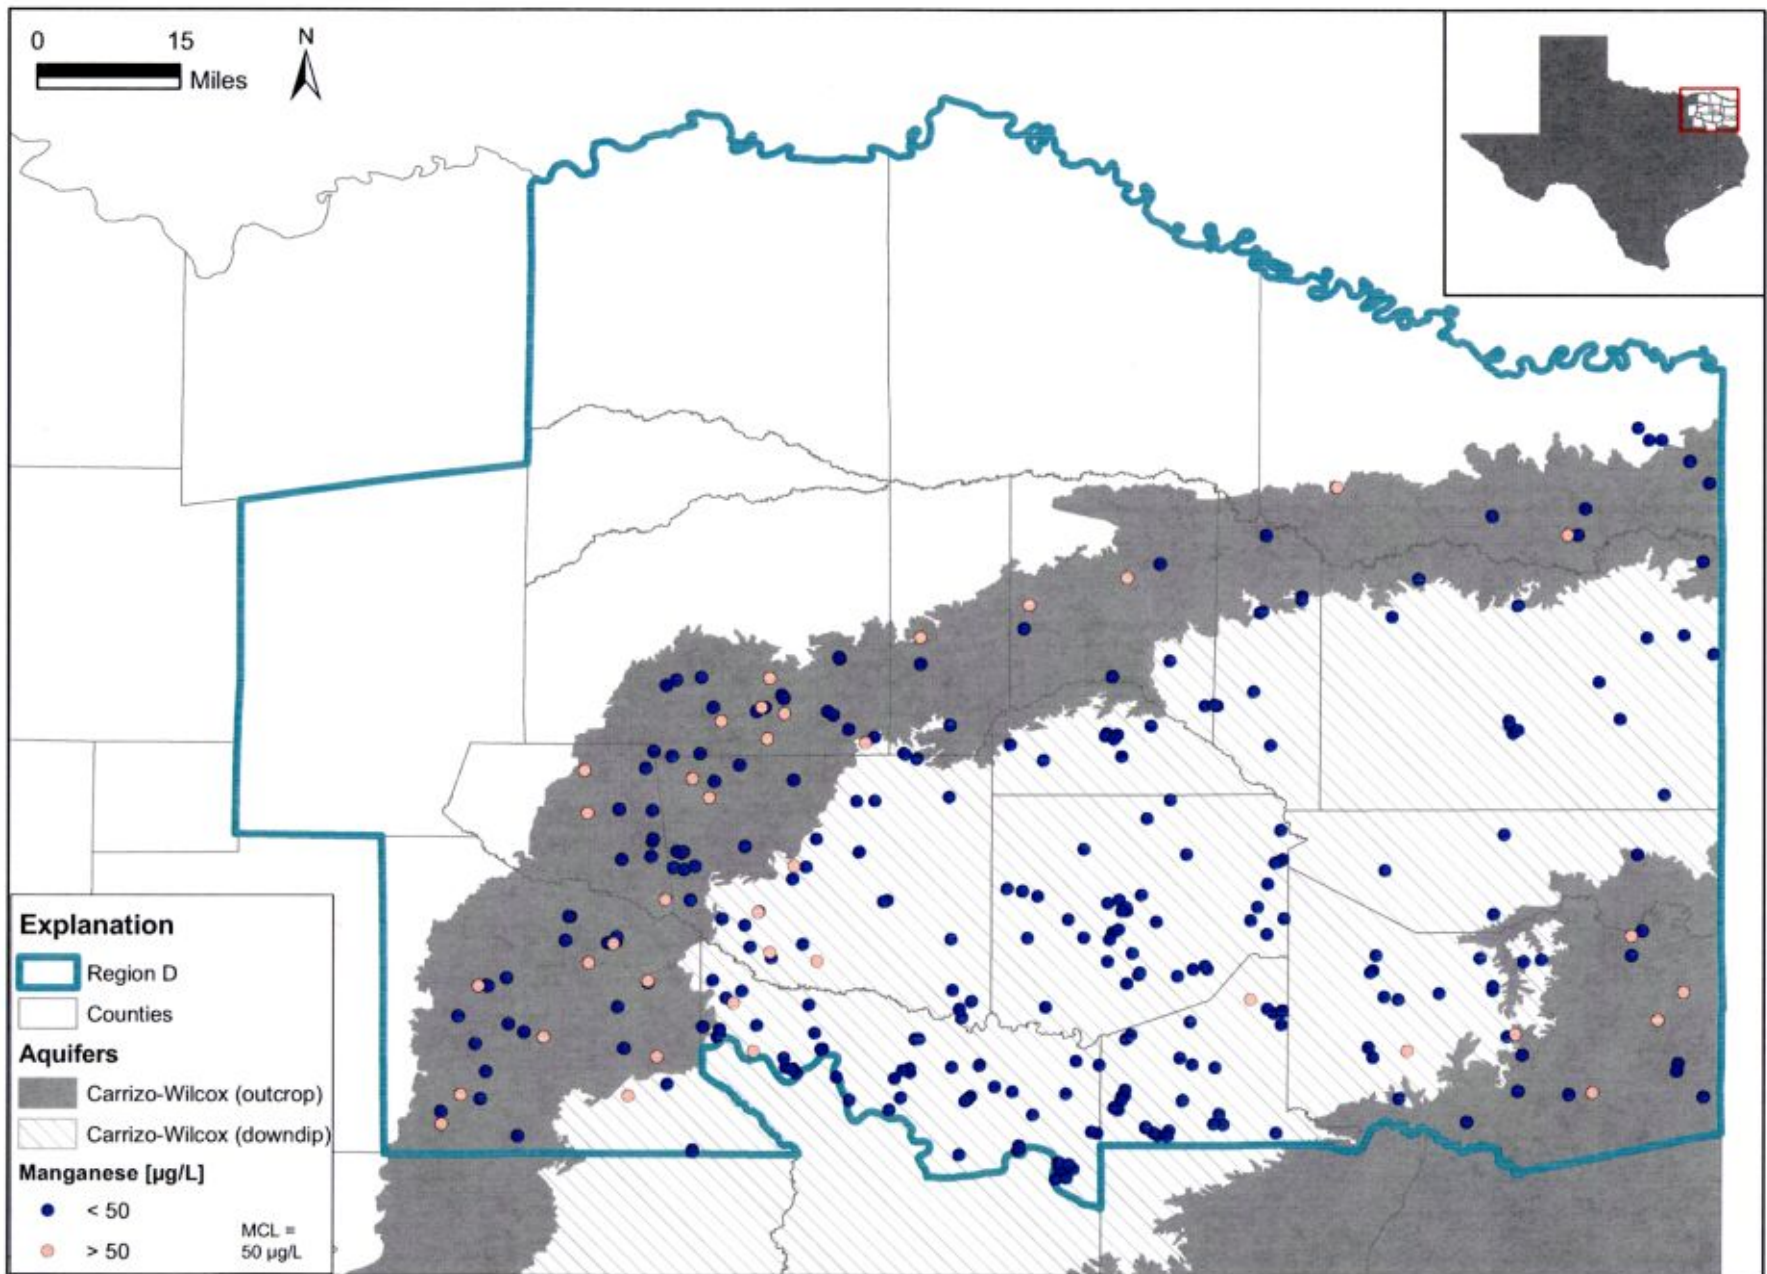 0 15
Miles
N
Explanation
Region D
Counties
Aquifers
Carrizo-Wilcox (outcrop)
Carrizo-Wilcox (downdip)
Manganese [µg/L]
< 50
> 50
MCL =
50 µg/L